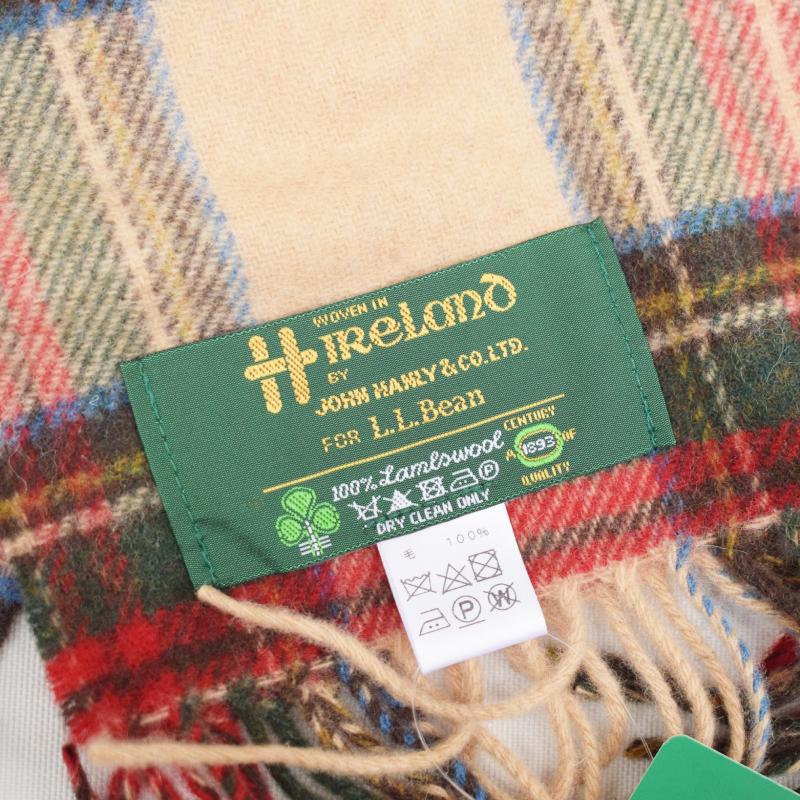 WOVEN IN
H IRELAND
BY
JOHN HANLY & CO. LTD.
FOR L.L.Bean
100% Lambswool
DRY CLEAN ONLY
A CENTURY OF
1893
QUALITY
毛 100%
P
W